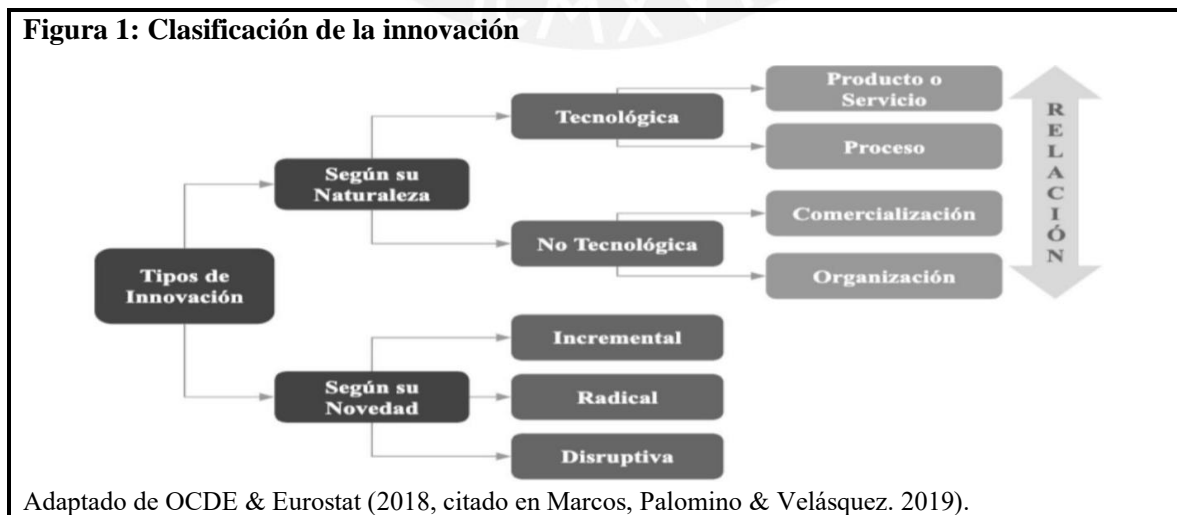 Figura 1: Clasificación de la innovación
Producto o
Servicio
Tecnológica
Proceso
Según su
Naturaleza
Comercialización
No Tecnológica
Organización
RELACIÓN
Tipos de
Innovación
Incremental
Según su
Novedad
Radical
Disruptiva
Adaptado de OCDE & Eurostat (2018, citado en Marcos, Palomino & Velásquez. 2019).